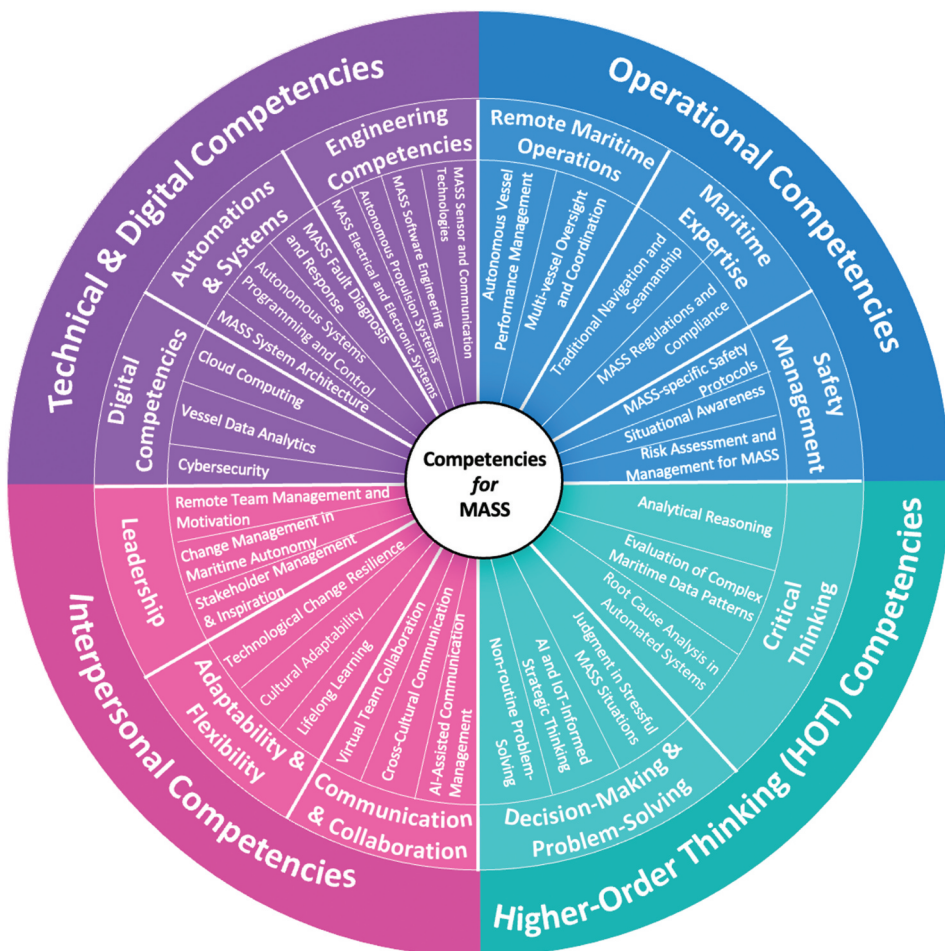 Competencies
for
MASS
Technical & Digital Competencies
Engineering
Competencies
MASS Sensor and Communication
Technologies
MASS Software Engineering
Autonomous Propulsion Systems
MASS Electrical and Electronic Systems
Automations
& Systems
MASS Fault Diagnosis
and Response
Autonomous Systems
Programming and Control
MASS System Architecture
Digital
Competencies
Cloud Computing
Vessel Data Analytics
Cybersecurity
Operational Competencies
Remote Maritime
Operations
Autonomous Vessel
Performance Management
Multi-vessel Oversight
and Coordination
Maritime
Expertise
Traditional Navigation and
Seamanship
MASS Regulations and
Compliance
Safety
Management
MASS-specific Safety
Protocols
Situational Awareness
Risk Assessment and
Management for MASS
Higher-Order Thinking (HOT) Competencies
Critical
Thinking
Analytical Reasoning
Evaluation of Complex
Maritime Data Patterns
Root Cause Analysis in
Automated Systems
Decision-Making &
Problem-Solving
Judgment in Stressful
MASS Situations
AI and IoT-Informed
Strategic Thinking
Non-routine Problem-
Solving
Interpersonal Competencies
Leadership
Remote Team Management and
Motivation
Change Management in
Maritime Autonomy
Stakeholder Management
& Inspiration
Adaptability &
Flexibility
Technological Change Resilience
Cultural Adaptability
Lifelong Learning
Communication
& Collaboration
Virtual Team Collaboration
Cross-Cultural Communication
AI-Assisted Communication
Management